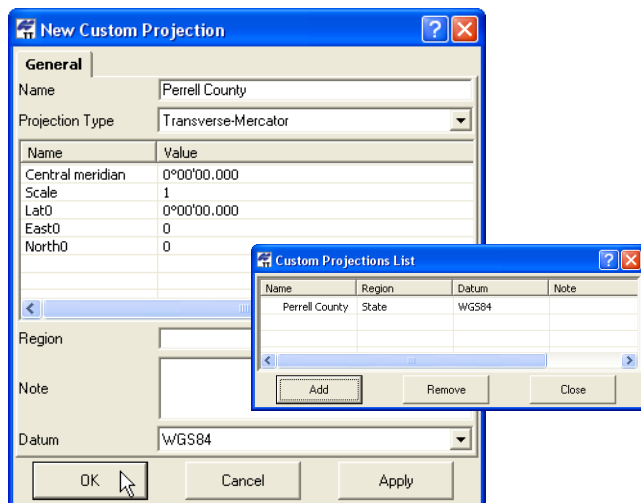 New Custom Projection
General
Name Perrell County
Projection Type Transverse-Mercator
Name Value
Central meridian 0°00'00.000
Scale 1
Lat0 0°00'00.000
East0 0
North0 0
Region
Note
Datum WGS84
OK Cancel Apply
Custom Projections List
Name Region Datum Note
Perrell County State WGS84
Add Remove Close